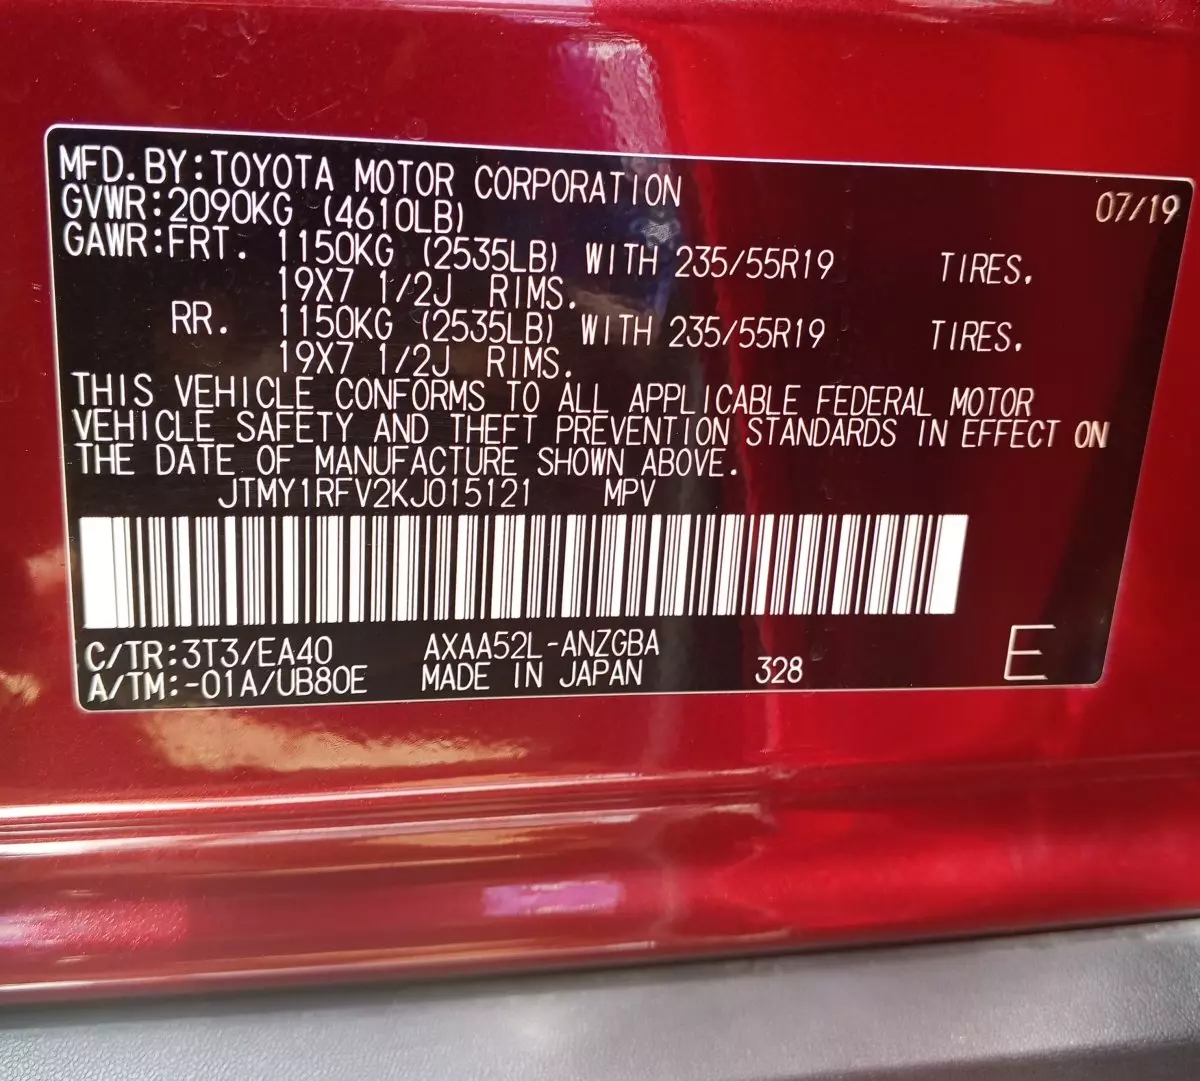 MFD.BY:TOYOTA MOTOR CORPORATION 07/19
GVWR:2090KG (4610LB)
GAWR:FRT. 1150KG (2535LB) WITH 235/55R19 TIRES.
19X7 1/2J RIMS.
RR. 1150KG (2535LB) WITH 235/55R19 TIRES.
19X7 1/2J RIMS.
THIS VEHICLE CONFORMS TO ALL APPLICABLE FEDERAL MOTOR
VEHICLE SAFETY AND THEFT PREVENTION STANDARDS IN EFFECT ON
THE DATE OF MANUFACTURE SHOWN ABOVE.
JTMY1RFV2KJ015121 MPV
C/TR:3T3/EA40 AXAA52L-ANZGBA
A/TM:-01A/UB80E MADE IN JAPAN 328 E